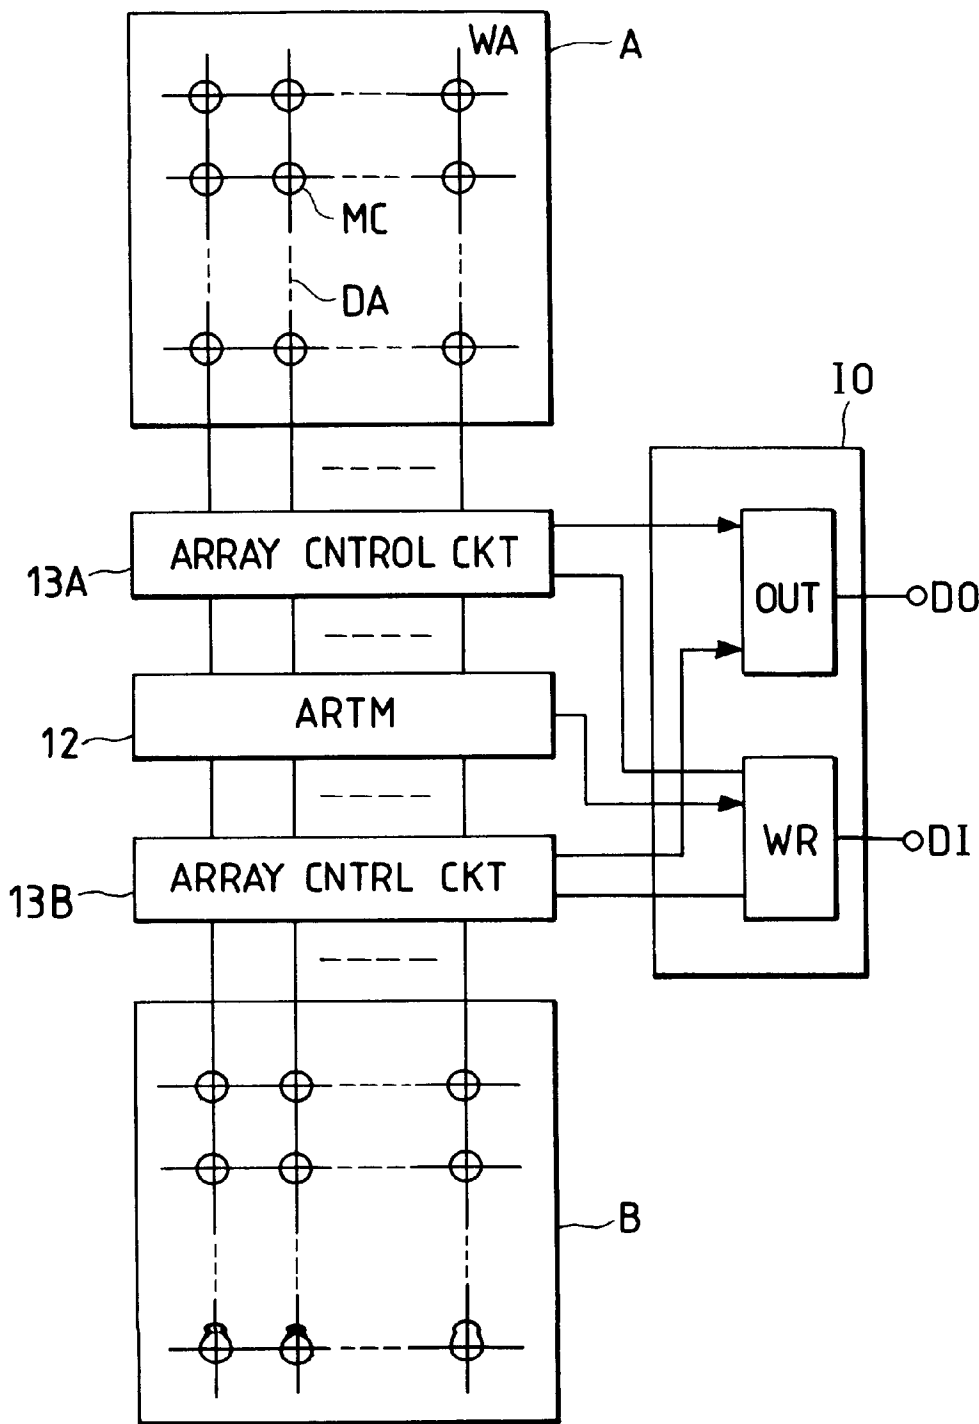 WA
A
MC
DA
IO
ARRAY CNTROL CKT
13A
OUT
DO
ARTM
12
WR
DI
ARRAY CNTRL CKT
13B
B